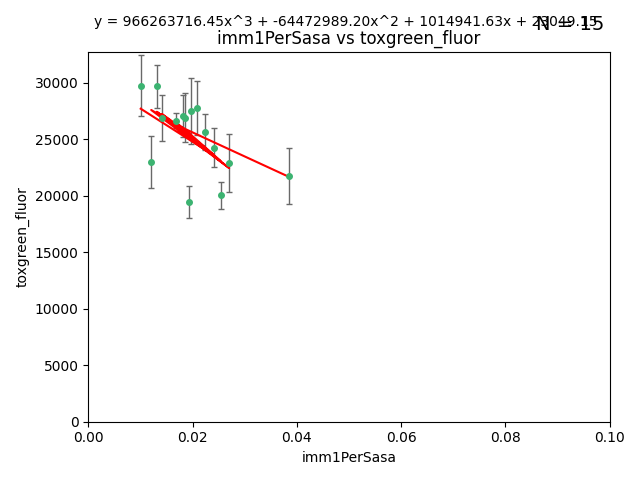 y = 966263716.45x^3 + -64472989.20x^2 + 1014941.63x + 23049.15
N = 15
imm1PerSasa vs toxgreen_fluor
30000
25000
20000
15000
10000
5000
0
toxgreen_fluor
0.00 0.02 0.04 0.06 0.08 0.10
imm1PerSasa